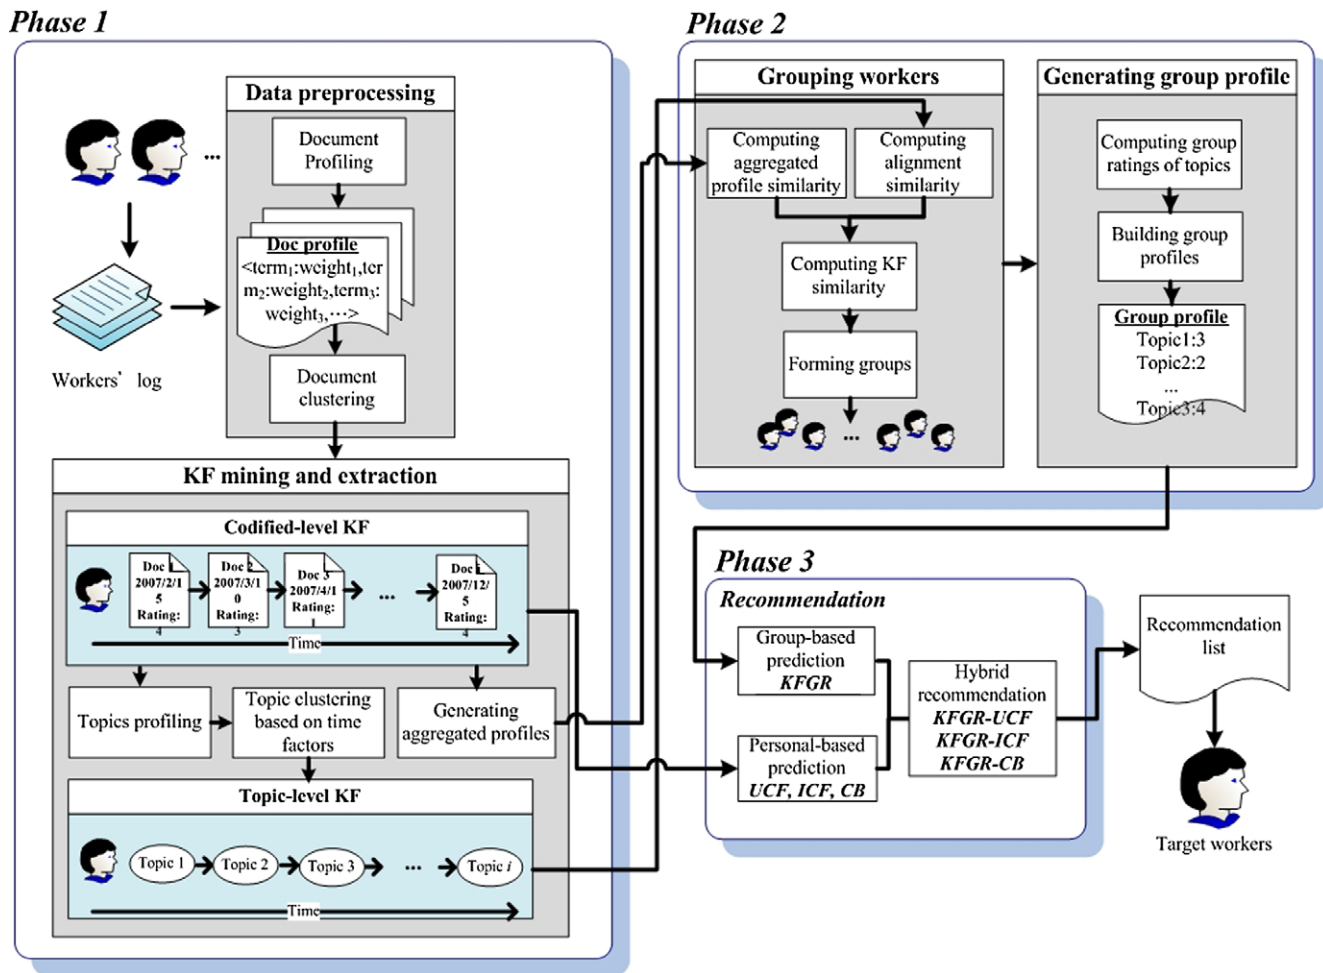 Phase 1
Data preprocessing
Document
Profiling
...
Doc profile
<term1:weight1,ter
m2:weight2,term3:
weight3,···>
Workers' log
Document
clustering
KF mining and extraction
Codified-level KF
Doc 1
2007/2/1
5
Rating:
4
Doc 2
2007/3/1
0
Rating:
3
Doc 3
2007/4/1
Rating:
1
...
Doc i
2007/12/
5
Rating:
4
Time
Topics profiling
Topic clustering
based on time
factors
Generating
aggregated profiles
Topic-level KF
Topic 1
Topic 2
Topic 3
...
Topic i
Time
Phase 2
Grouping workers
Computing
aggregated
profile similarity
Computing
alignment
similarity
Computing KF
similarity
Forming groups
...
Generating group profile
Computing group
ratings of topics
Building group
profiles
Group profile
Topic1:3
Topic2:2
...
Topic3:4
Phase 3
Recommendation
Group-based
prediction
KFGR
Personal-based
prediction
UCF, ICF, CB
Hybrid
recommendation
KFGR-UCF
KFGR-ICF
KFGR-CB
Recommendation
list
Target workers